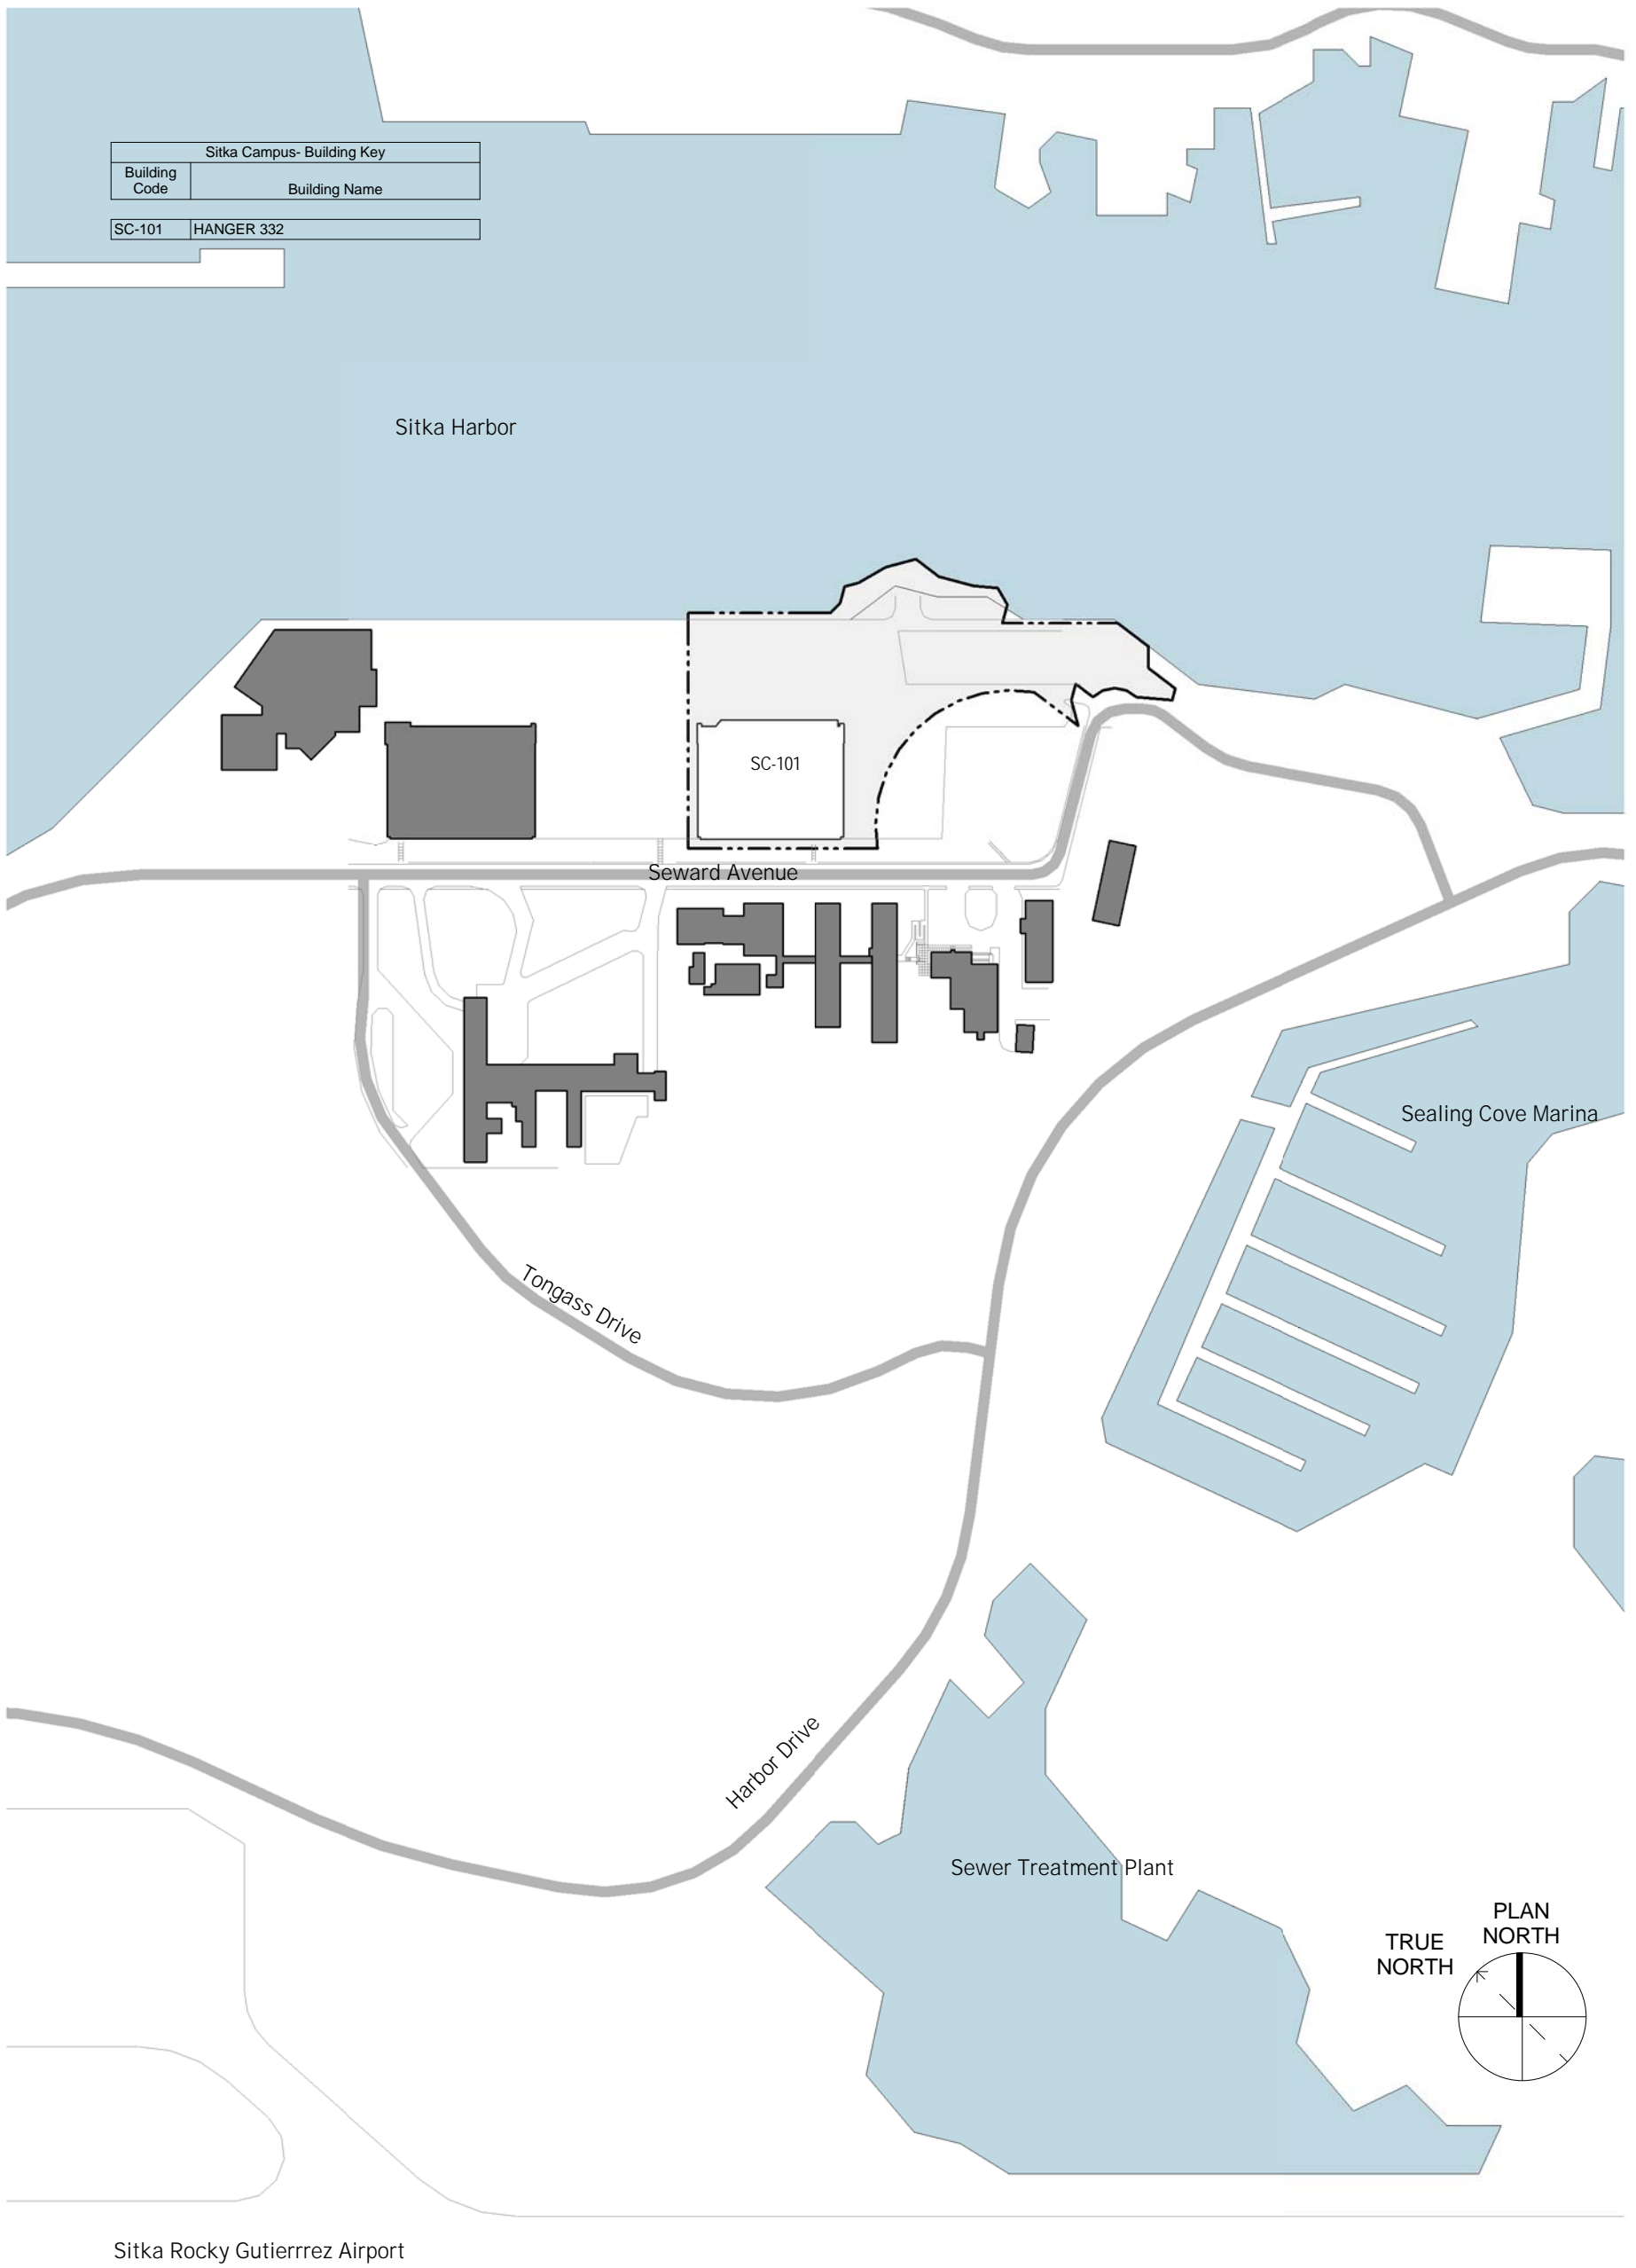 Sitka Campus- Building Key
Building
Code
Building Name
SC-101 HANGER 332
Sitka Harbor
SC-101
Seward Avenue
Sealing Cove Marina
Tongass Drive
Harbor Drive
Sewer Treatment Plant
PLAN
NORTH
TRUE
NORTH
Sitka Rocky Gutierrrez Airport